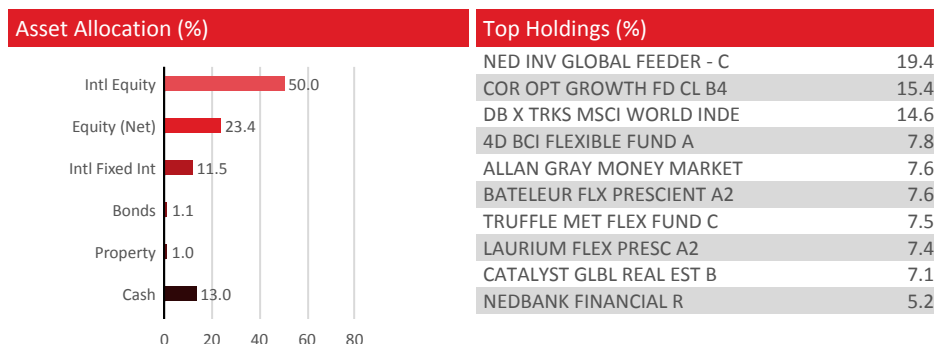 Asset Allocation (%)
Intl Equity 50.0
Equity (Net) 23.4
Intl Fixed Int 11.5
Bonds 1.1
Property 1.0
Cash 13.0
0 20 40 60 80
Top Holdings (%)
NED INV GLOBAL FEEDER - C 19.4
COR OPT GROWTH FD CL B4 15.4
DB X TRKS MSCI WORLD INDE 14.6
4D BCI FLEXIBLE FUND A 7.8
ALLAN GRAY MONEY MARKET 7.6
BATELEUR FLX PRESCIENT A2 7.6
TRUFFLE MET FLEX FUND C 7.5
LAURIUM FLEX PRESC A2 7.4
CATALYST GLBL REAL EST B 7.1
NEDBANK FINANCIAL R 5.2